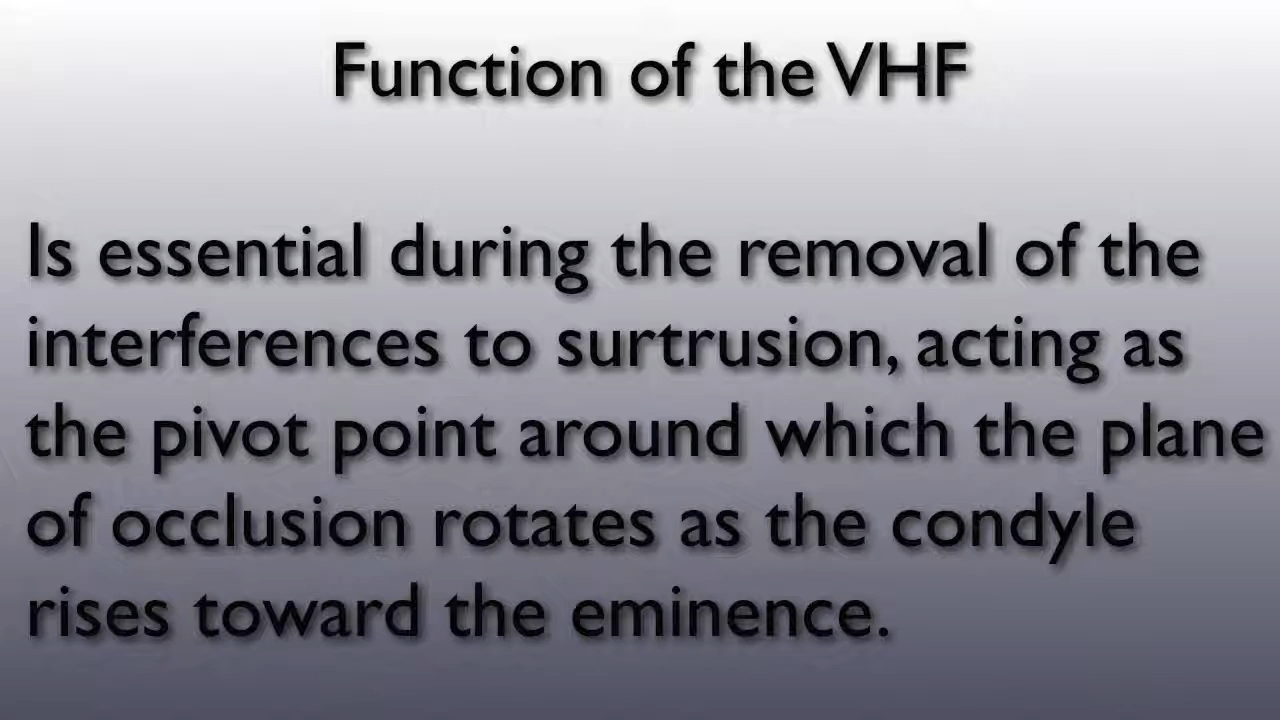 Function of the VHF
Is essential during the removal of the
interferences to surtrusion, acting as
the pivot point around which the plane
of occlusion rotates as the condyle
rises toward the eminence.